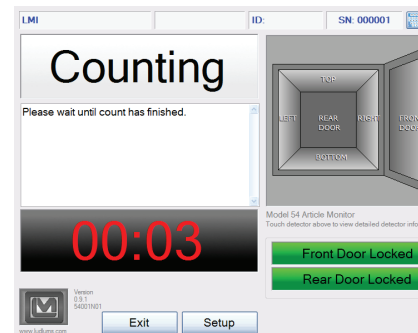 LMI ID: SN: 000001
Counting
Please wait until count has finished.
TOP
LEFT REAR DOOR RIGHT
BOTTOM
Model 54 Article Monitor
Touch detector above to view detailed detector info
00:03
Front Door Locked
Rear Door Locked
Version
0.9.1
54001N01
M
www.ludlums.com
Exit Setup